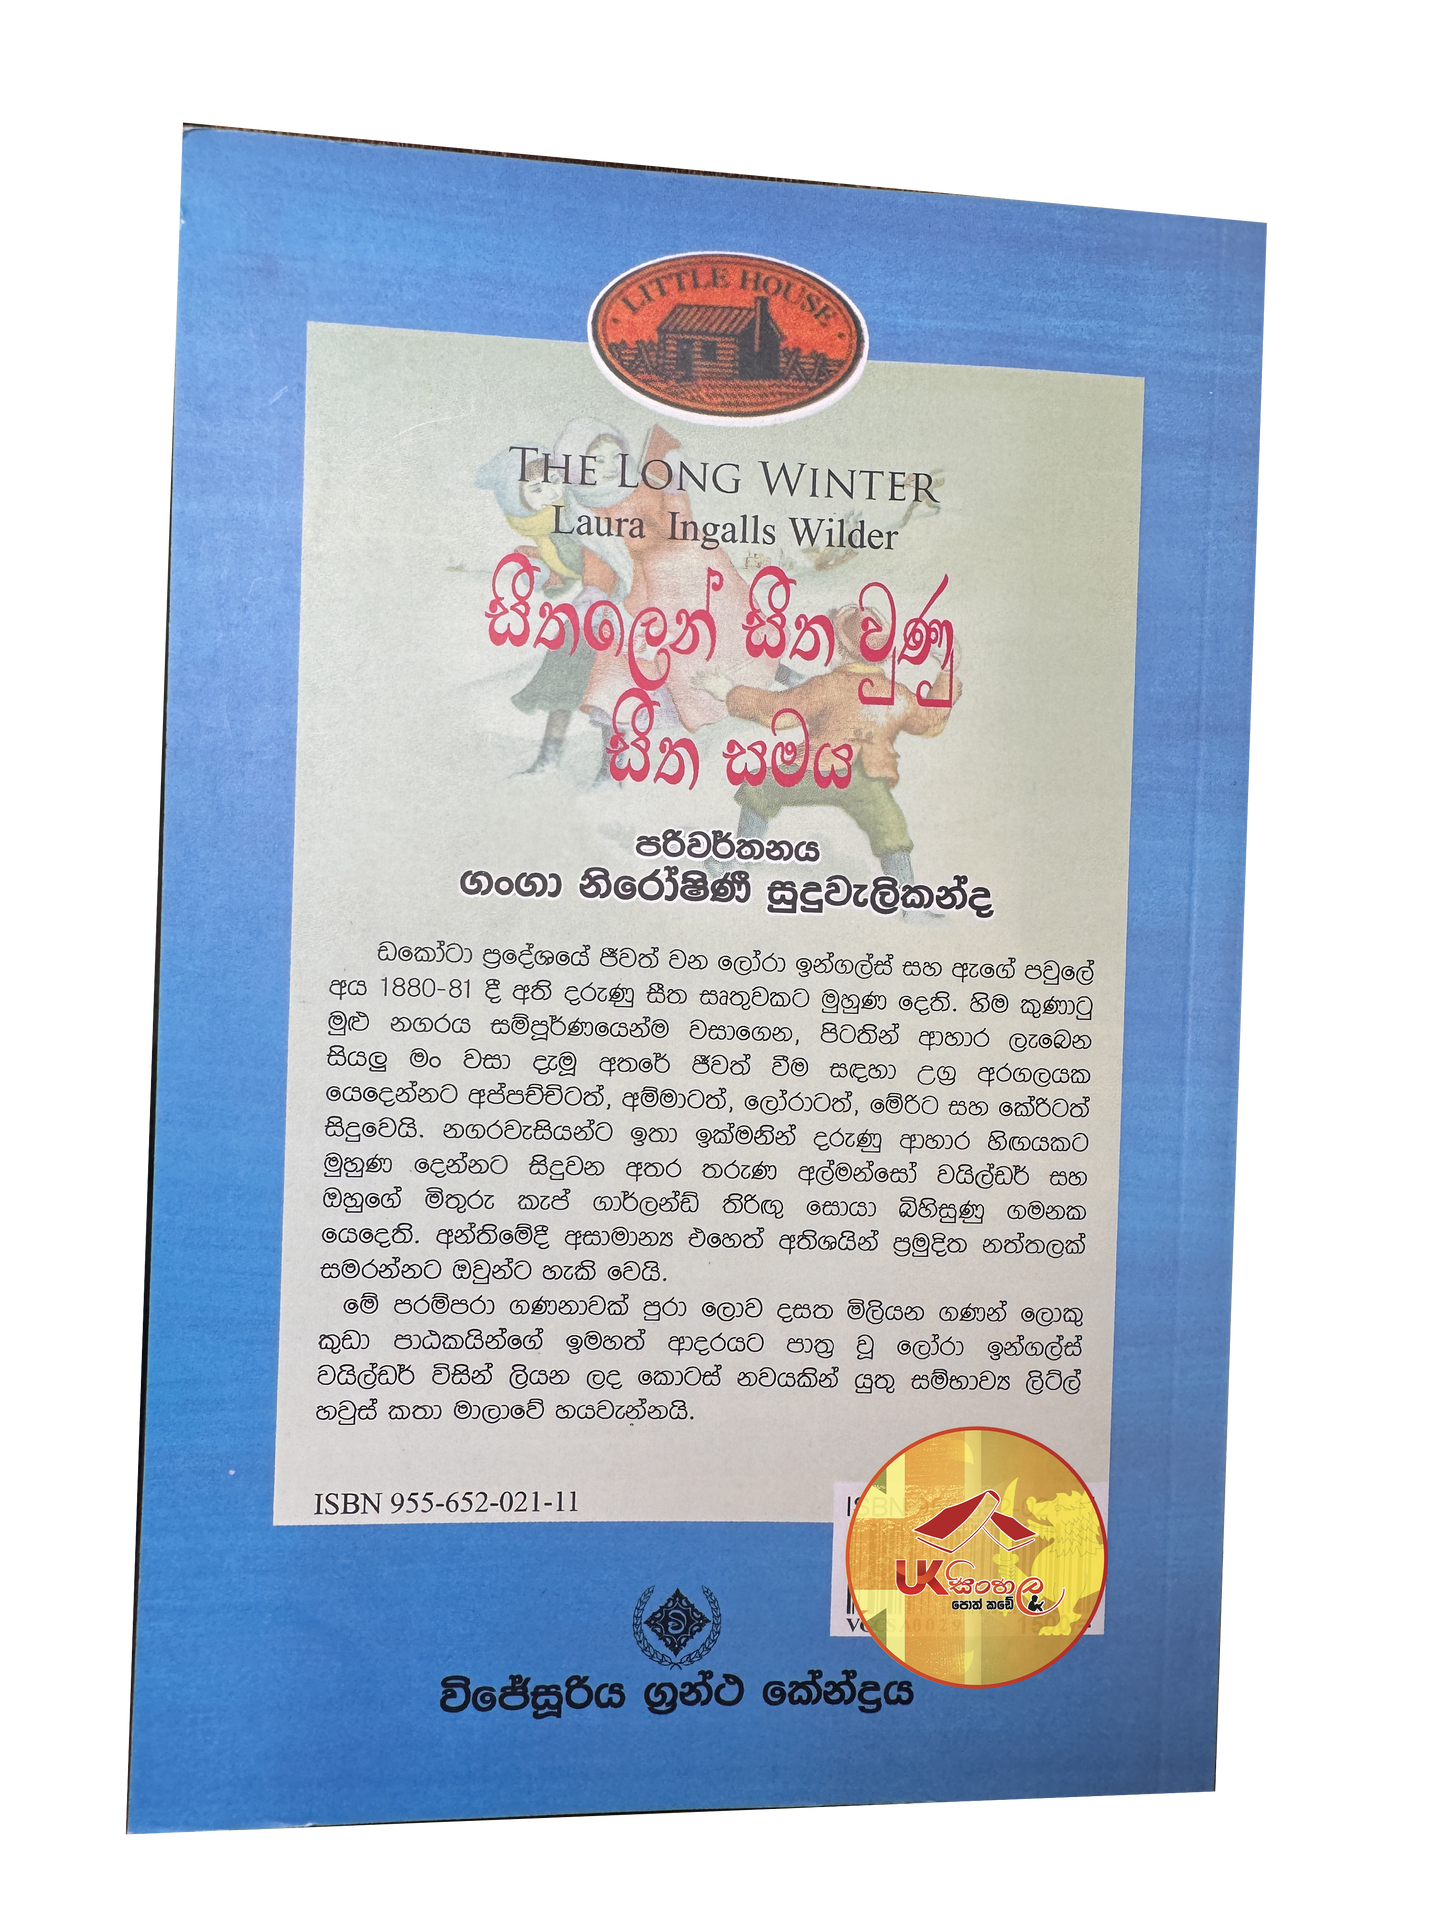 LITTLE HOUSE
THE LONG WINTER
Laura Ingalls Wilder
සීතලෙන් සීත වුණු
සීත සමය
පරිවර්තනය
ගංගා නිරෝෂිණී සුදුවැලිකන්ද
ඩකෝටා ප්‍රදේශයේ ජීවත් වන ලෝරා ඉන්ගල්ස් සහ ඇගේ පවුලේ
අය 1880-81 දී අති දරුණු සීත සෘතුවකට මුහුණ දෙති. හිම කුණාටු
මුළු නගරය සම්පූර්ණයෙන්ම වසාගෙන, පිටතින් ආහාර ලැබෙන
සියලු මං වසා දැමූ අතරේ ජීවත් වීම සඳහා උග්‍ර අරගලයක
යෙදෙන්නට අප්පච්චිටත්, අම්මාටත්, ලෝරාටත්, මේරිට සහ කේරිටත්
සිදුවෙයි. නගරවැසියන්ට ඉතා ඉක්මනින් දරුණු ආහාර හිඟයකට
මුහුණ දෙන්නට සිදුවන අතර තරුණ අල්මන්සෝ වයිල්ඩර් සහ
ඔහුගේ මිතුරු කැප් ගාර්ලන්ඩ් තිරිඟු සොයා බිහිසුණු ගමනක
යෙදෙති. අන්තිමේදී අසාමාන්‍ය එහෙත් අතිශයින් ප්‍රමුදිත නත්තලක්
සමරන්නට ඔවුන්ට හැකි වෙයි.
මේ පරම්පරා ගණනාවක් පුරා ලොව දසත මිලියන ගණන් ලොකු
කුඩා පාඨකයින්ගේ ඉමහත් ආදරයට පාත්‍ර වූ ලෝරා ඉන්ගල්ස්
වයිල්ඩර් විසින් ලියන ලද කොටස් නවයකින් යුතු සම්භාව්‍ය ලිට්ල්
හවුස් කතා මාලාවේ හයවැන්නයි.
ISBN 955-652-021-11
UK සිංහල
පොත් කඩේ
විජේසූරිය ග්‍රන්ථ කේන්ද්‍රය